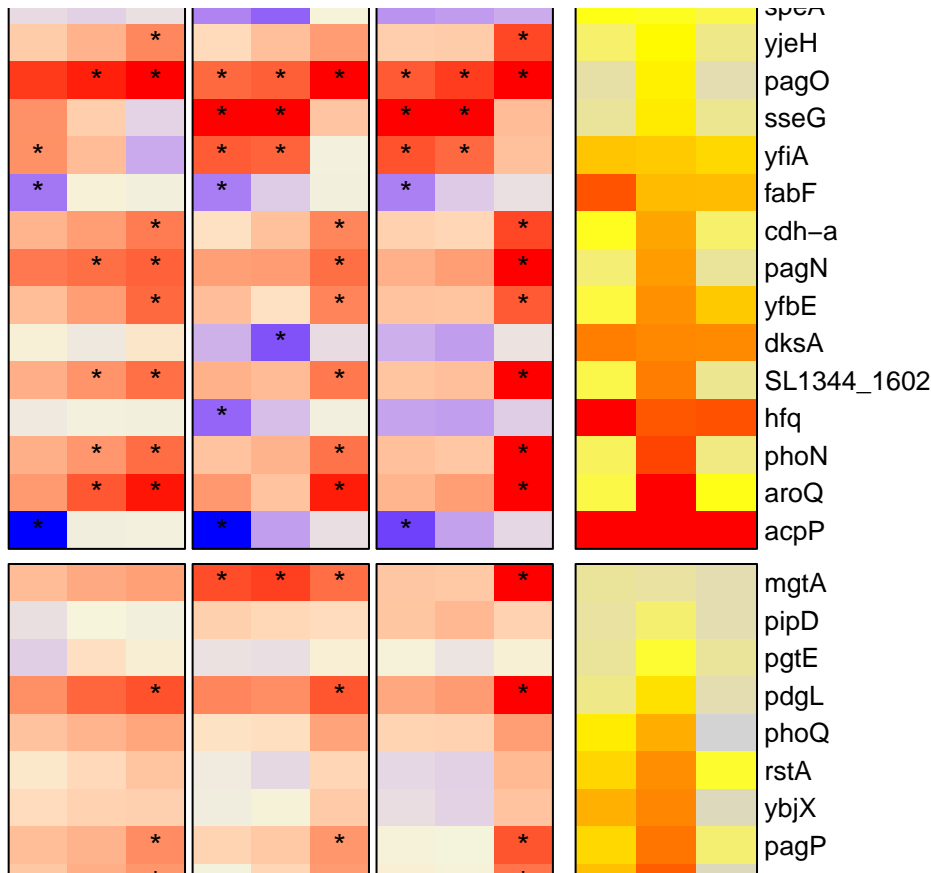 speA
* * yjeH
* * * * * * * * pagO
* * * * sseG
* * * * * yfiA
* * * fabF
* * * cdh−a
* * * * pagN
* * * yfbE
* dksA
* * * * SL1344_1602
* hfq
* * * * phoN
* * * * aroQ
* * * acpP
* * * * mgtA
pipD
pgtE
* * * pdgL
phoQ
rstA
ybjX
* * * pagP